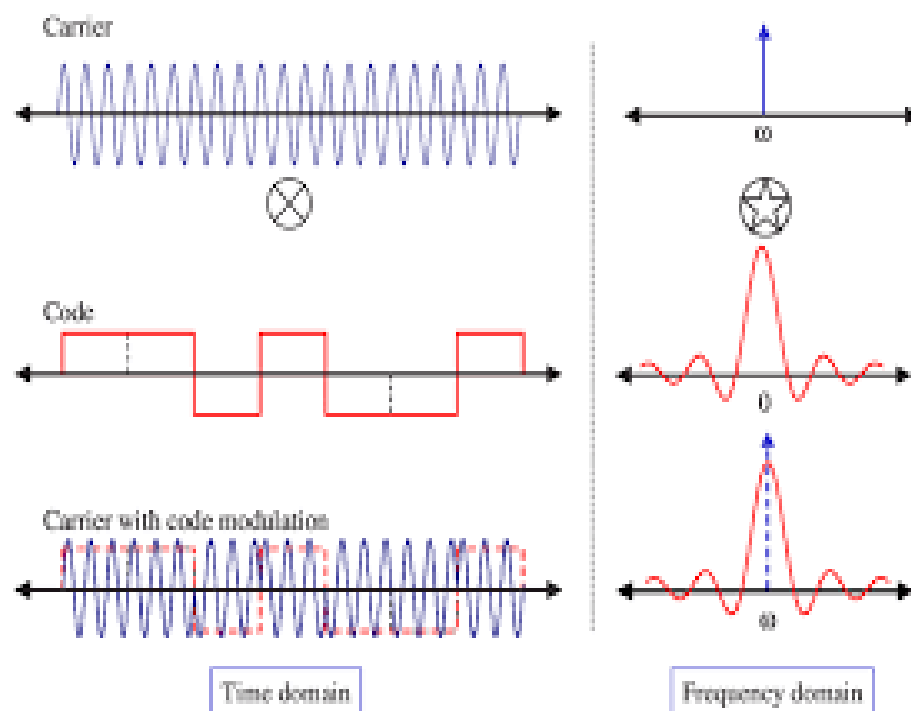 Carrier
ω
Code
0
Carrier with code modulation
ω
Time domain
Frequency domain